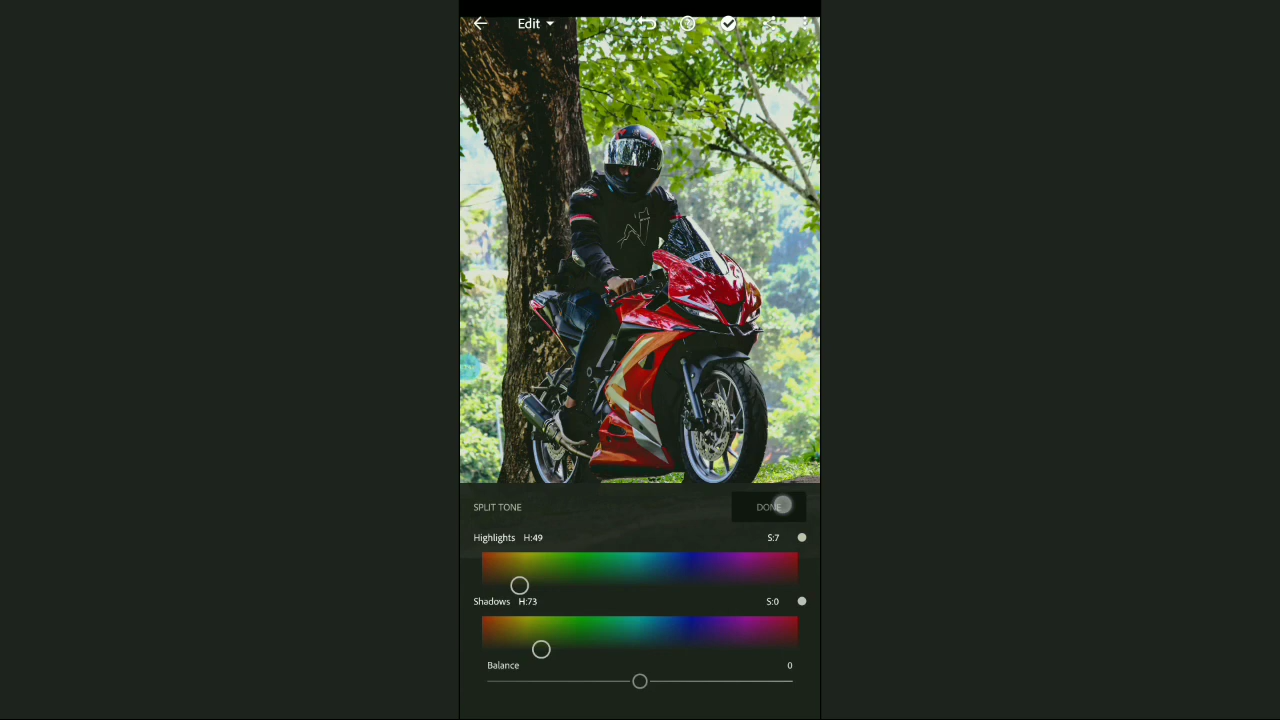 Edit
SPLIT TONE
DONE
Highlights H:49 S:7
Shadows H:73 S:0
Balance 0